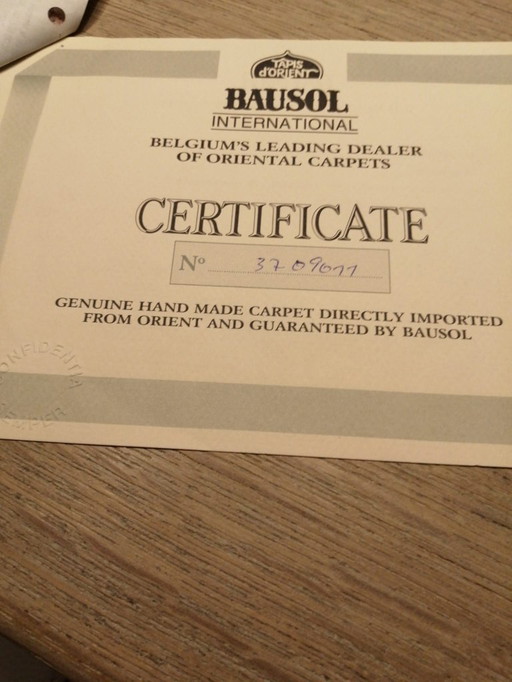 TAPIS
d'ORIENT
BAUSOL
INTERNATIONAL
BELGIUM'S LEADING DEALER
OF ORIENTAL CARPETS
CERTIFICATE
Nº 3709077
GENUINE HAND MADE CARPET DIRECTLY IMPORTED
FROM ORIENT AND GUARANTEED BY BAUSOL